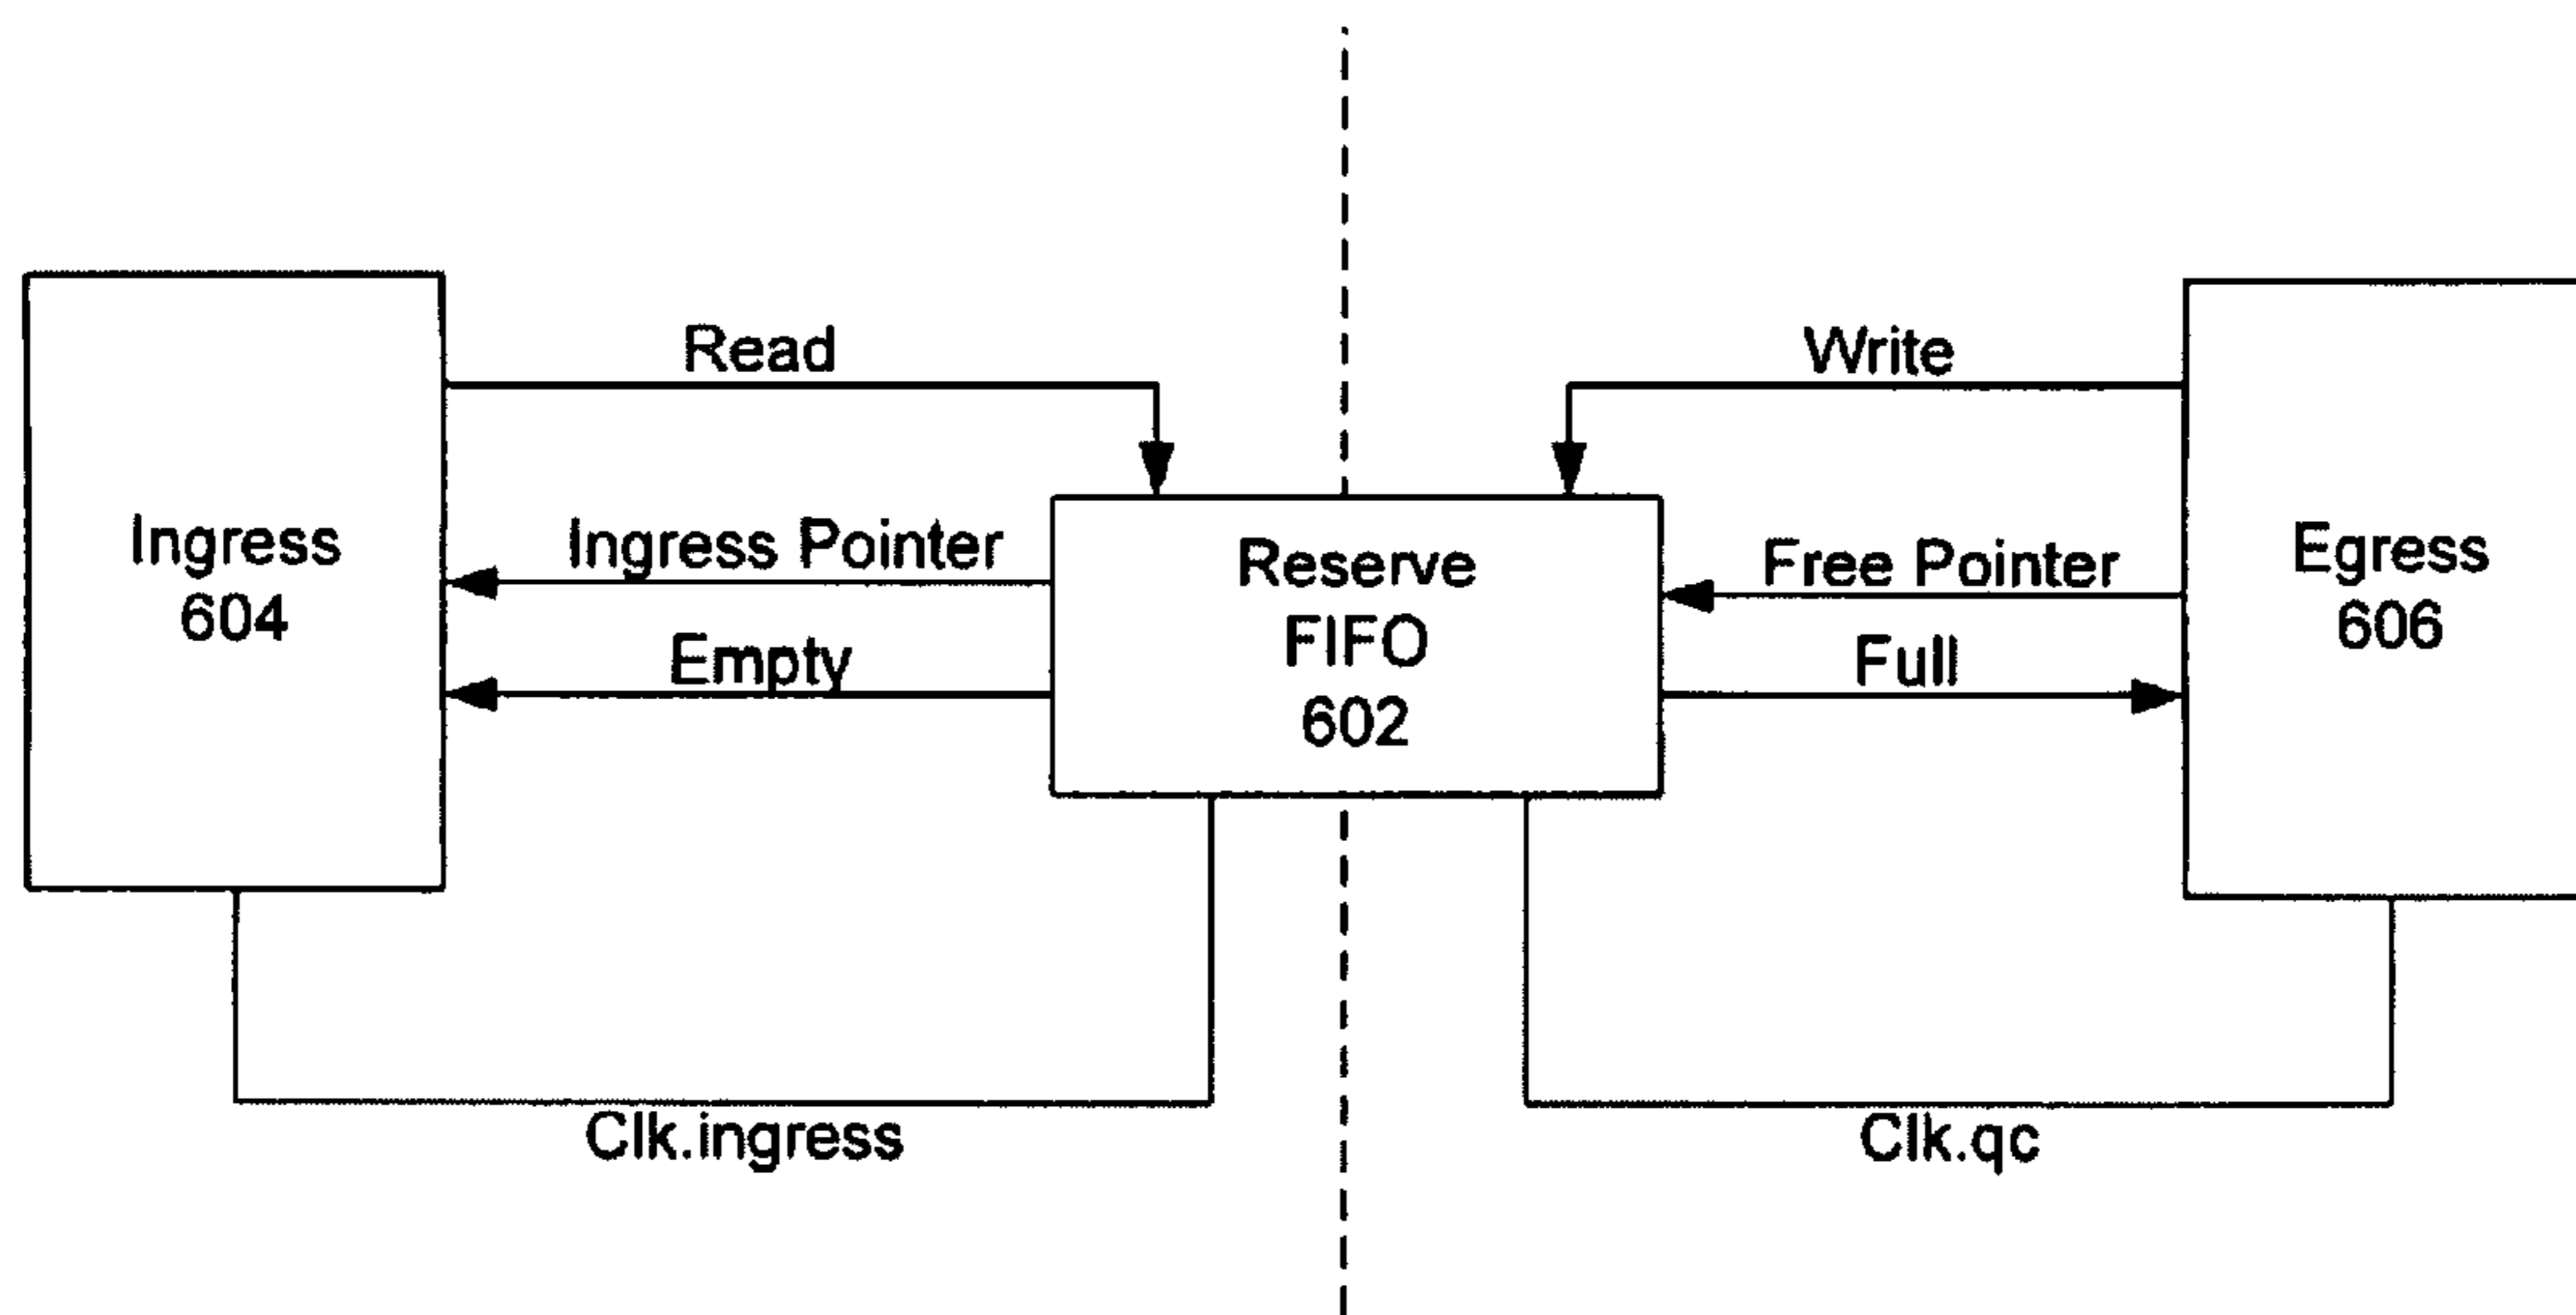 Read
Write
Ingress
604
Ingress Pointer
Empty
Reserve
FIFO
602
Free Pointer
Full
Egress
606
Clk.ingress
Clk.qc